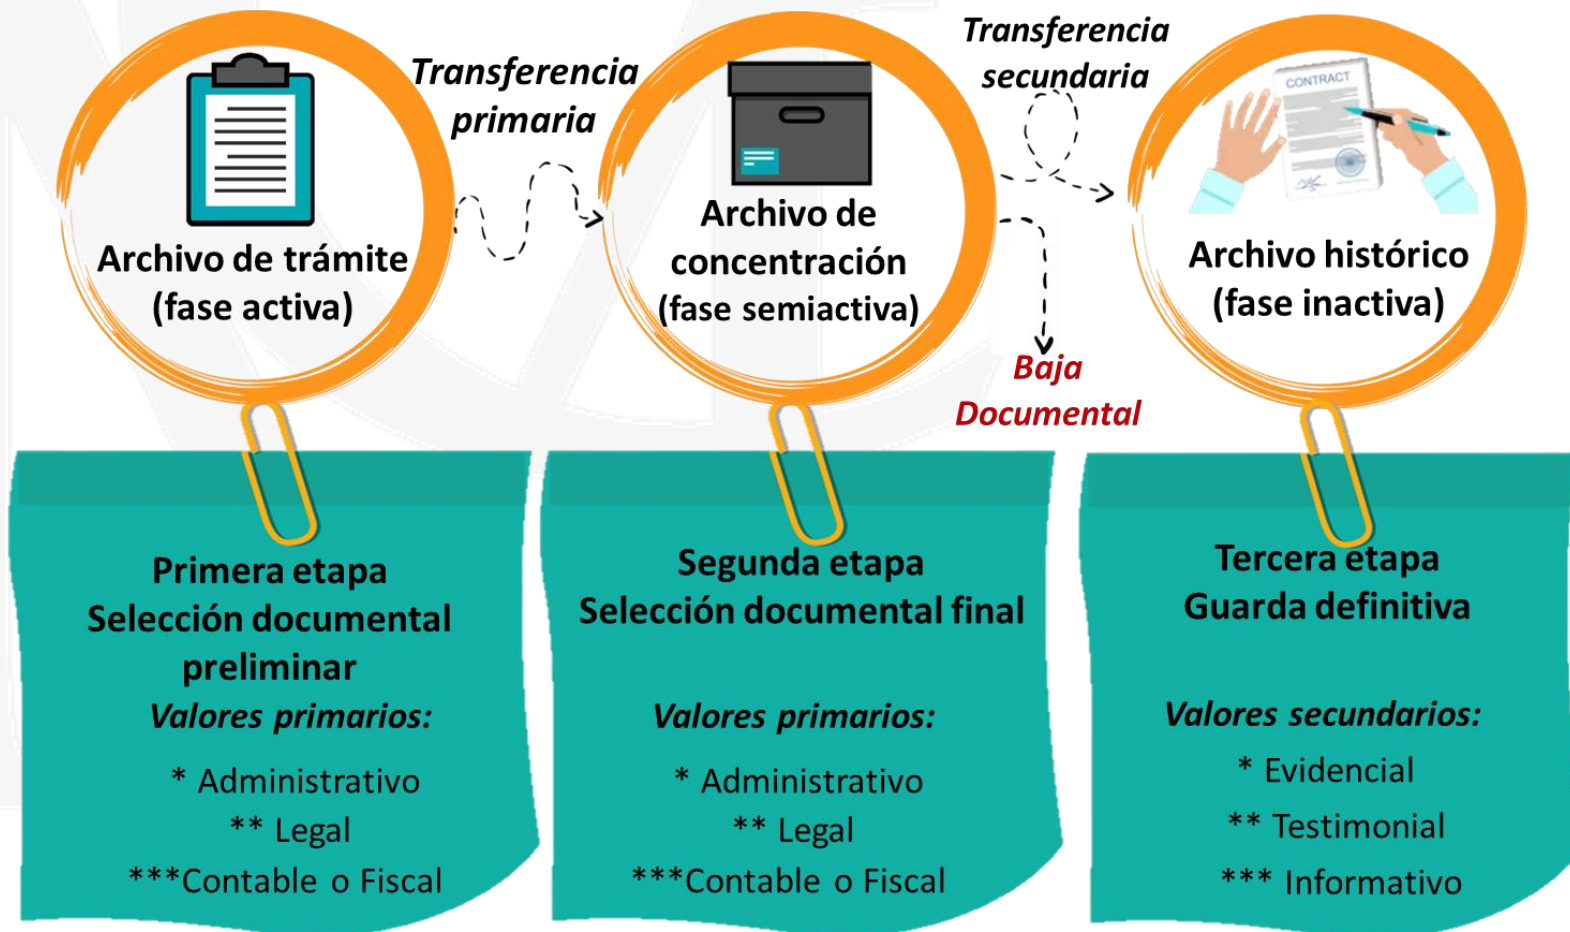 Transferencia
primaria
Transferencia
secundaria
CONTRACT
Archivo de trámite
(fase activa)
Archivo de
concentración
(fase semiactiva)
Archivo histórico
(fase inactiva)
Baja
Documental
Primera etapa
Selección documental
preliminar
Valores primarios:
* Administrativo
** Legal
***Contable o Fiscal
Segunda etapa
Selección documental final
Valores primarios:
* Administrativo
** Legal
***Contable o Fiscal
Tercera etapa
Guarda definitiva
Valores secundarios:
* Evidencial
** Testimonial
*** Informativo